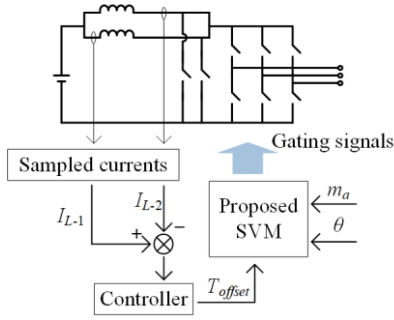 Gating signals
Sampled currents
I_{L-1}
I_{L-2}
+
−
Proposed
SVM
m_a
θ
Controller
T_{offset}